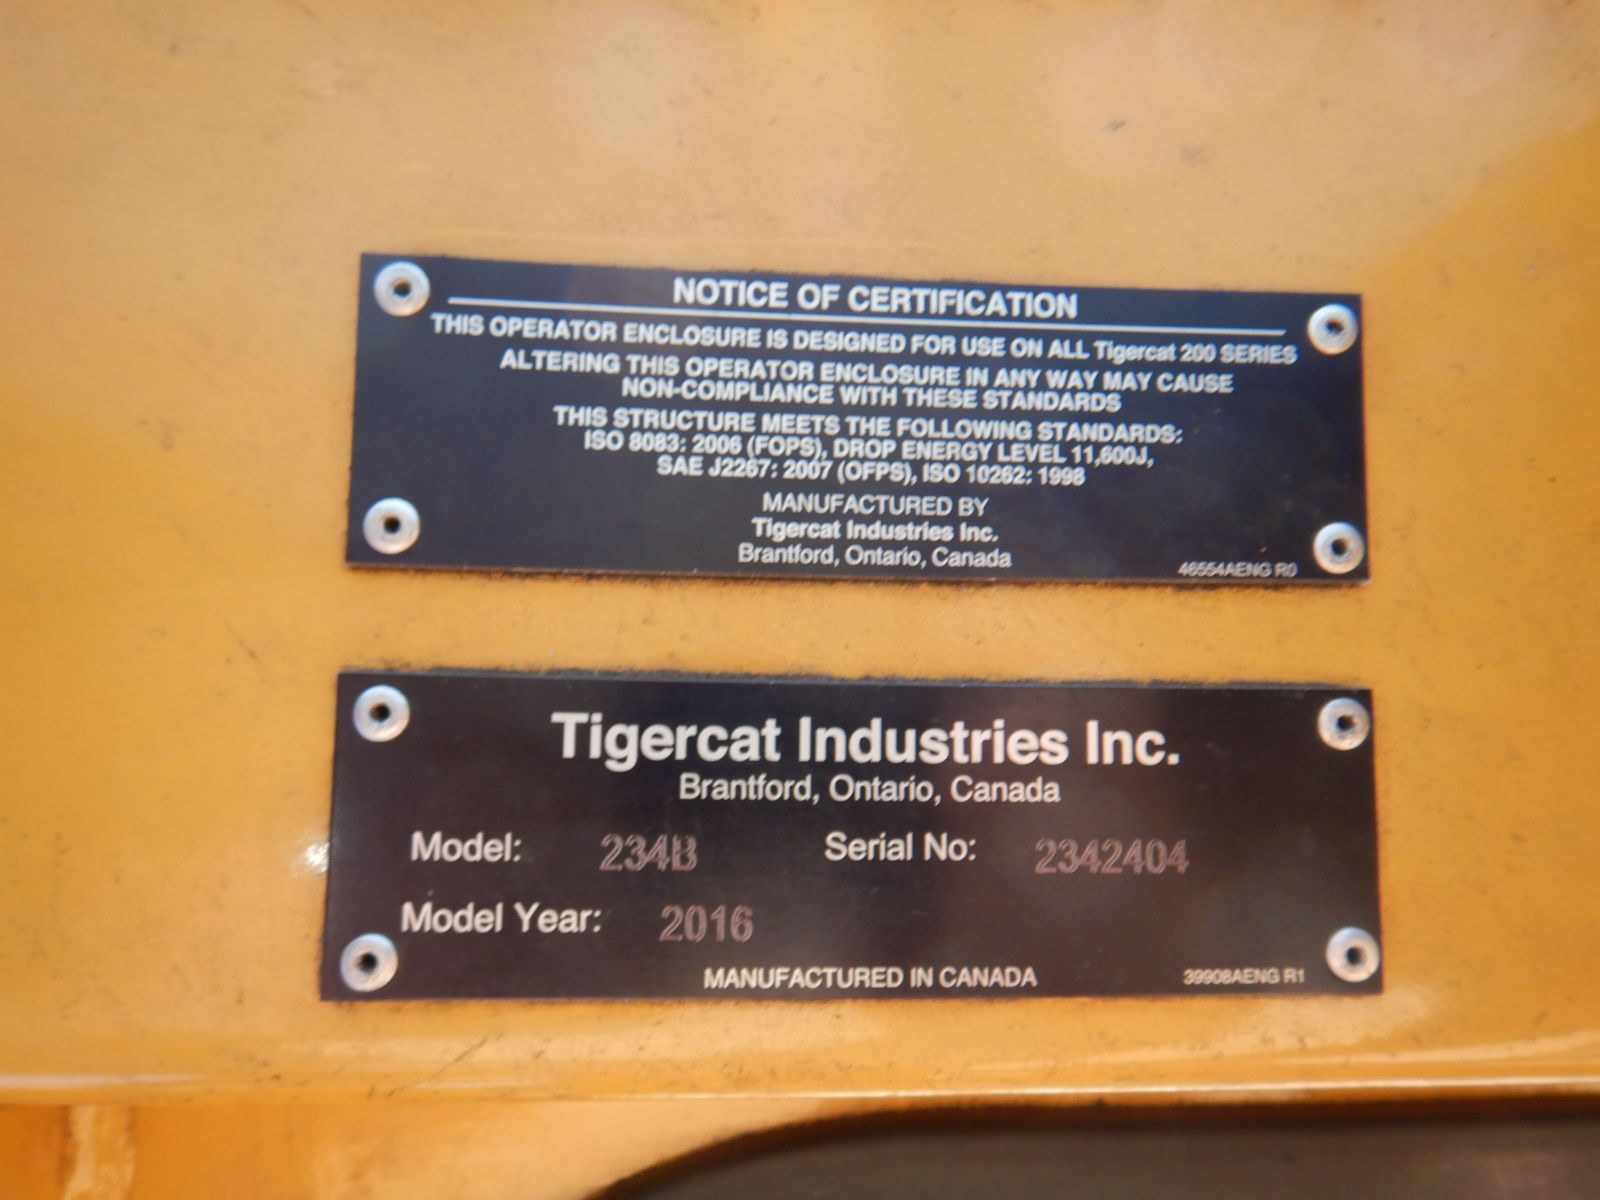 NOTICE OF CERTIFICATION
THIS OPERATOR ENCLOSURE IS DESIGNED FOR USE ON ALL Tigercat 200 SERIES
ALTERING THIS OPERATOR ENCLOSURE IN ANY WAY MAY CAUSE
NON-COMPLIANCE WITH THESE STANDARDS
THIS STRUCTURE MEETS THE FOLLOWING STANDARDS:
ISO 8083: 2006 (FOPS), DROP ENERGY LEVEL 11,600J,
SAE J2267: 2007 (OFPS), ISO 10262: 1998
MANUFACTURED BY
Tigercat Industries Inc.
Brantford, Ontario, Canada
46554AENG R0
Tigercat Industries Inc.
Brantford, Ontario, Canada
Model: 234B Serial No: 2342404
Model Year: 2016
MANUFACTURED IN CANADA
39908AENG R1